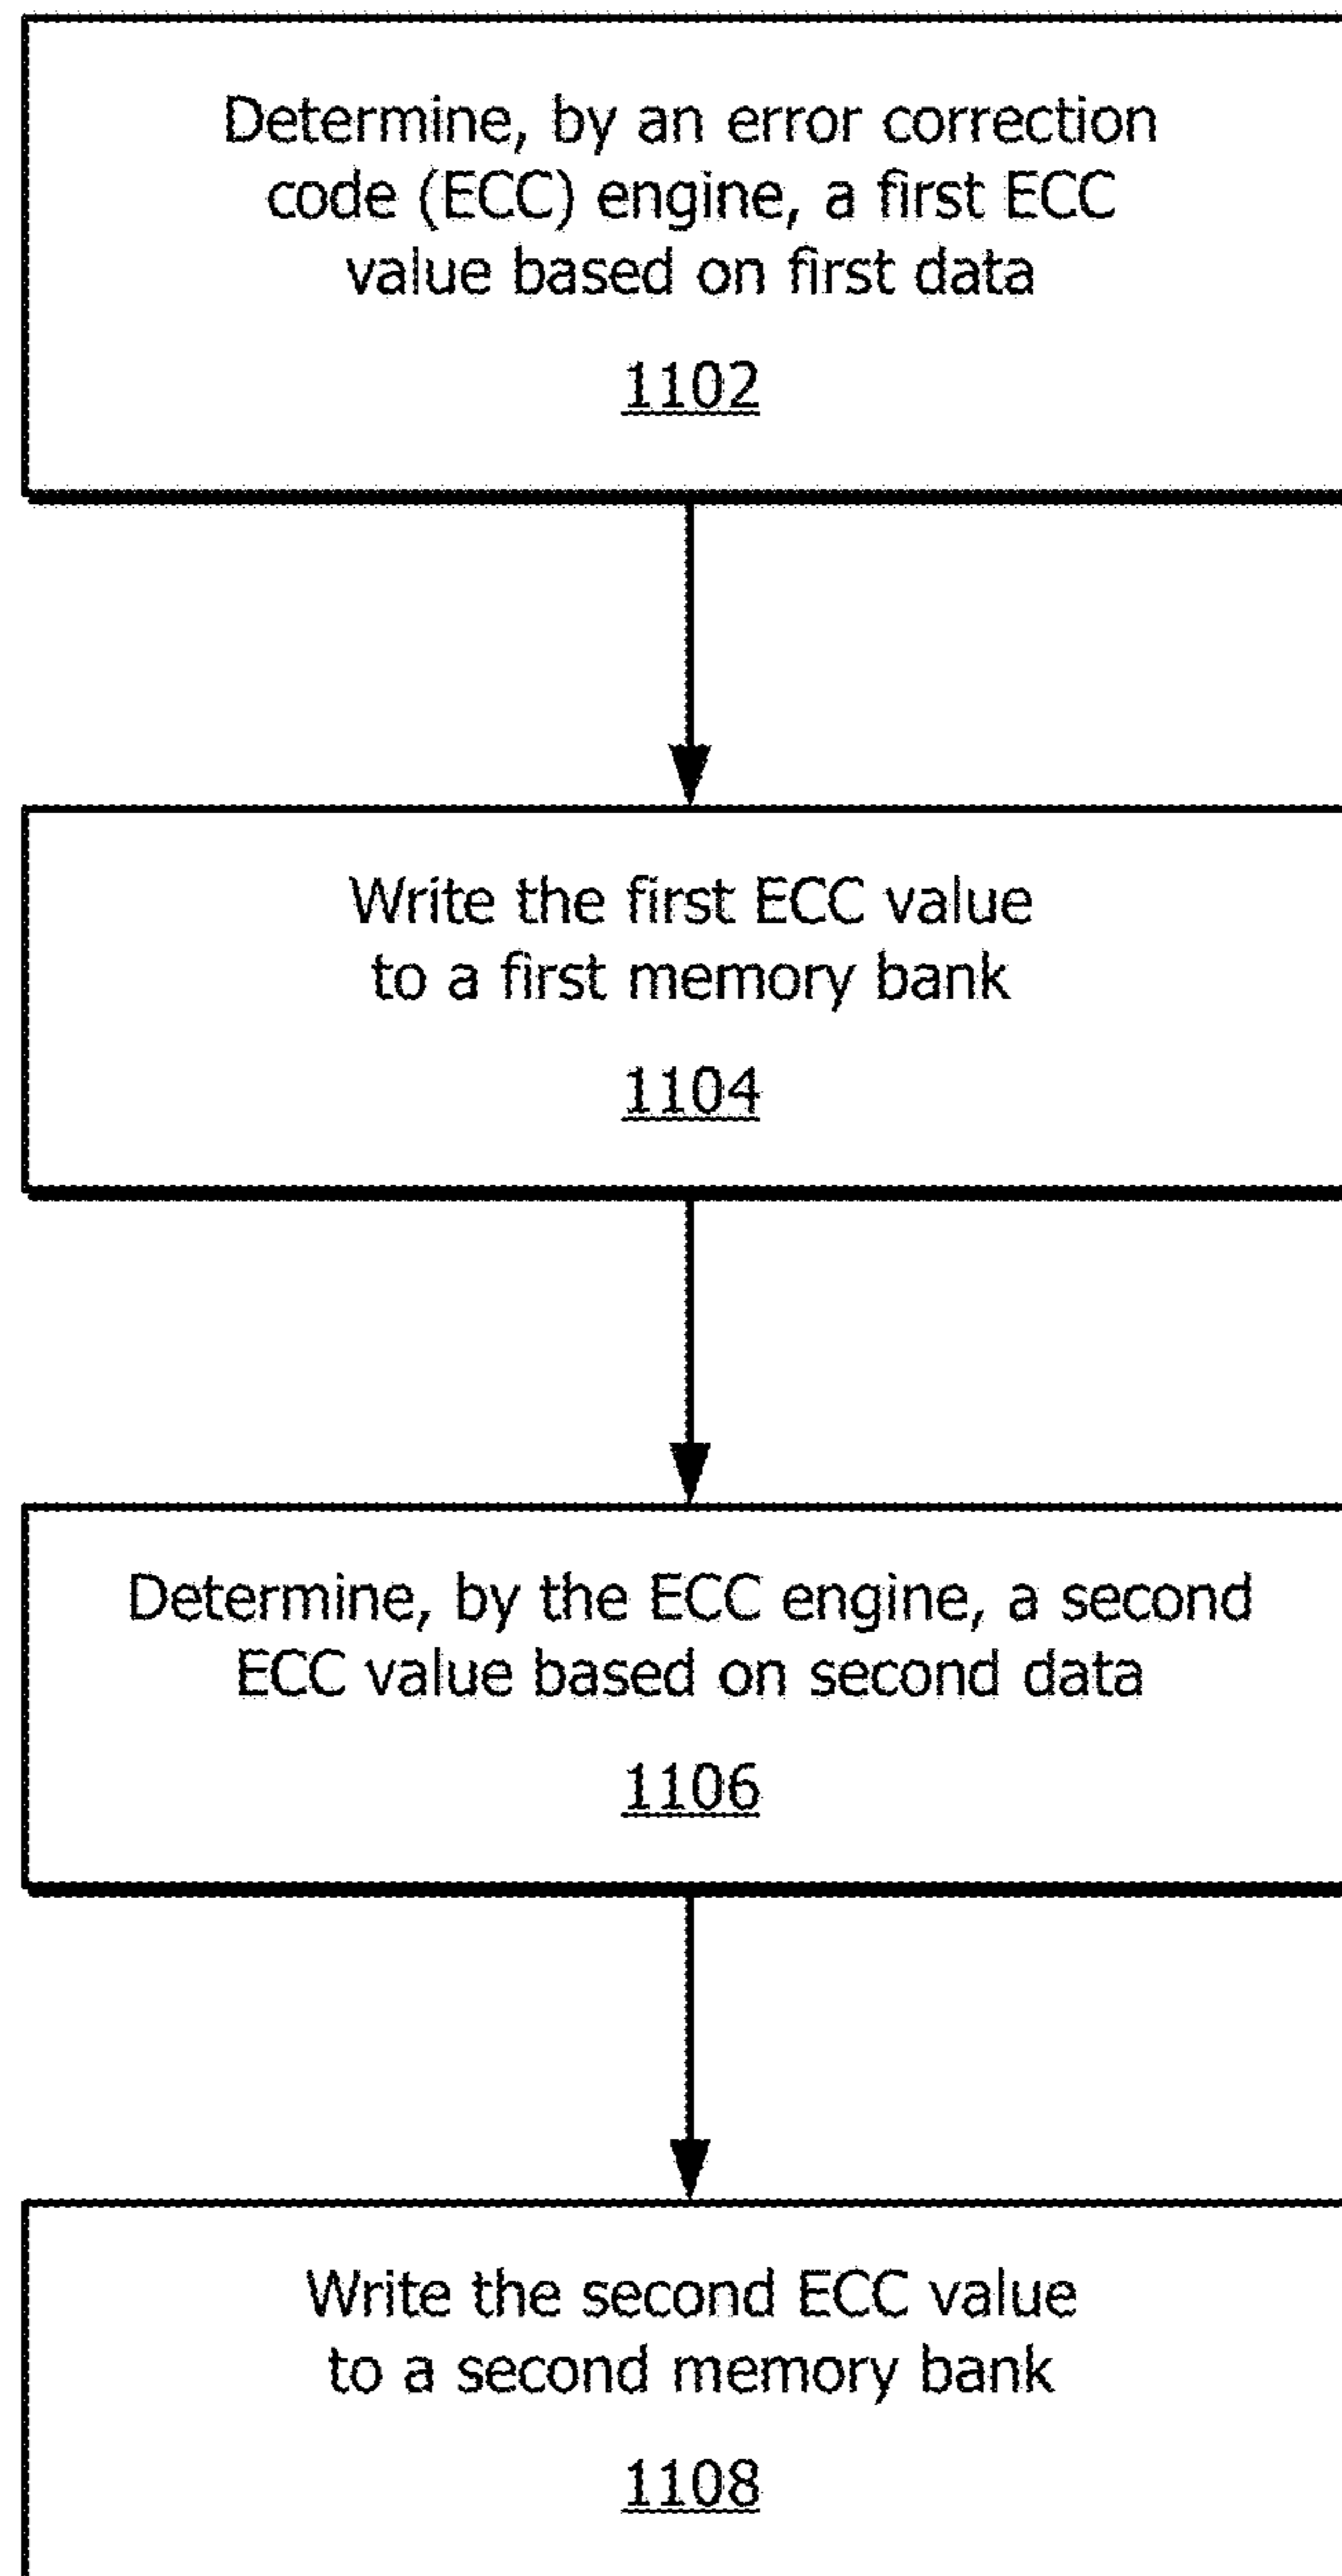 Determine, by an error correction
code (ECC) engine, a first ECC
value based on first data
1102
Write the first ECC value
to a first memory bank
1104
Determine, by the ECC engine, a second
ECC value based on second data
1106
Write the second ECC value
to a second memory bank
1108